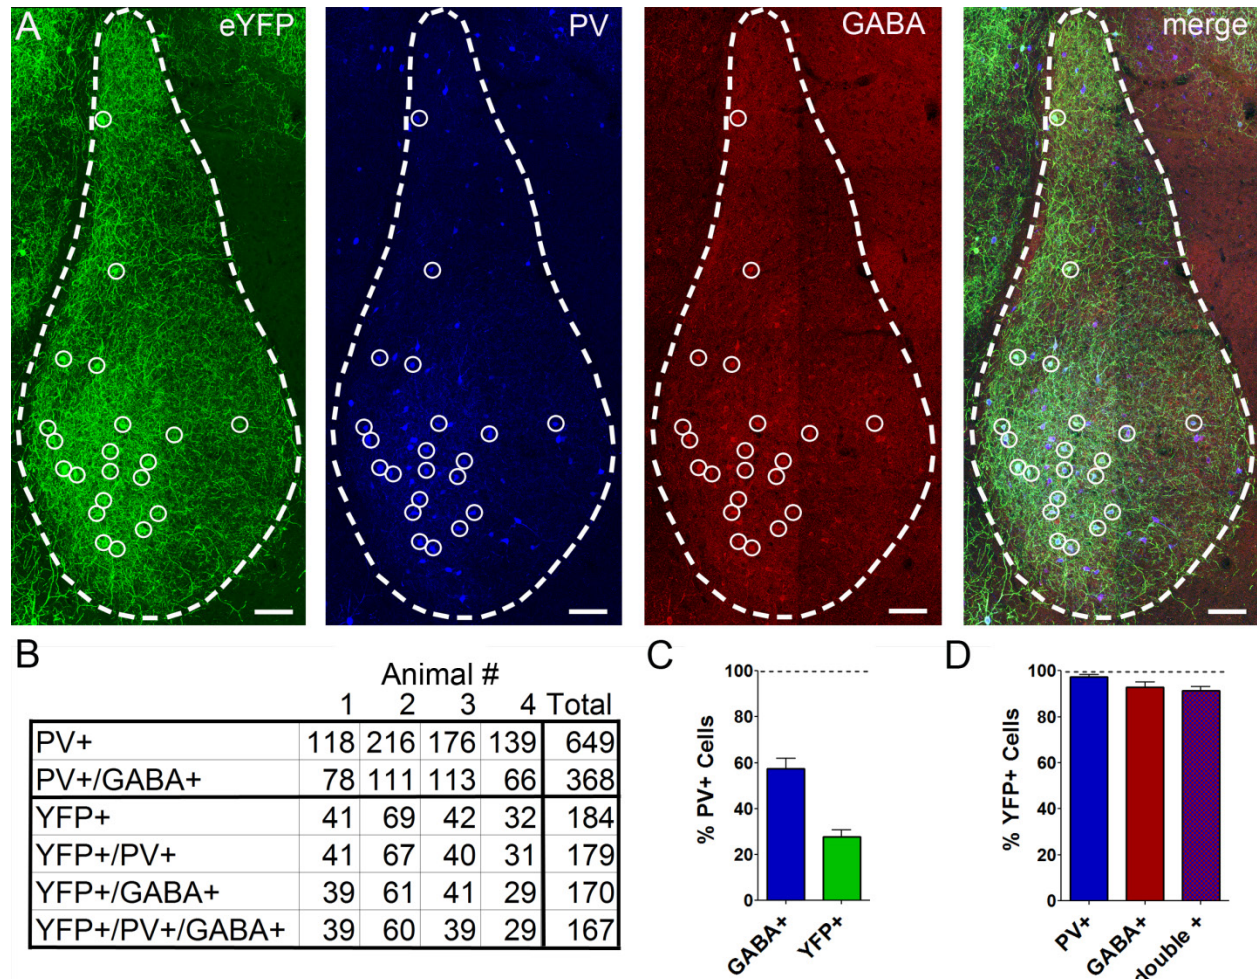 A
eYFP
PV
GABA
merge
B
Animal #
1 2 3 4 Total
PV+ 118 216 176 139 649
PV+/GABA+ 78 111 113 66 368
YFP+ 41 69 42 32 184
YFP+/PV+ 41 67 40 31 179
YFP+/GABA+ 39 61 41 29 170
YFP+/PV+/GABA+ 39 60 39 29 167
C
% PV+ Cells
100
80
60
40
20
0
GABA+
YFP+
D
% YFP+ Cells
100
80
60
40
20
0
PV+
GABA+
double +